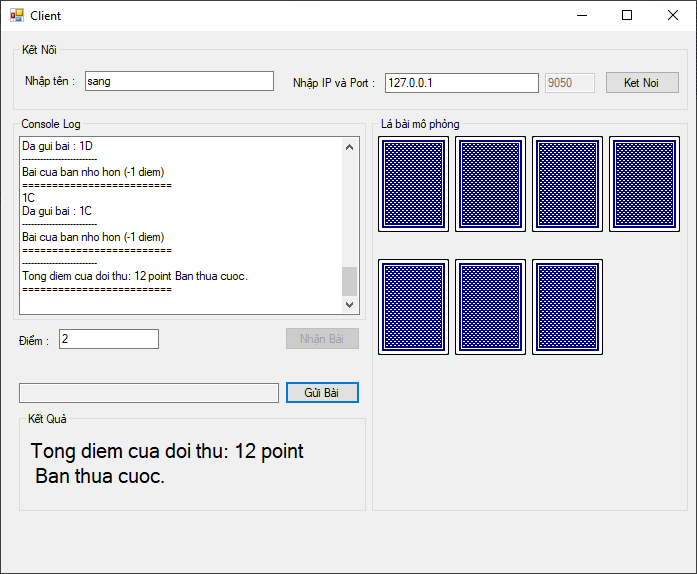 Client
Kết Nối
Nhập tên :
sang
Nhập IP và Port :
127.0.0.1
9050
Ket Noi
Console Log
Da gui bai : 1D
-------------------------
Bai cua ban nho hon (-1 diem)
=========================
1C
Da gui bai : 1C
-------------------------
Bai cua ban nho hon (-1 diem)
=========================
-------------------------
Tong diem cua doi thu: 12 point Ban thua cuoc.
=========================
Điểm :
2
Nhận Bài
Gửi Bài
Kết Quả
Tong diem cua doi thu: 12 point
Ban thua cuoc.
Lá bài mô phỏng